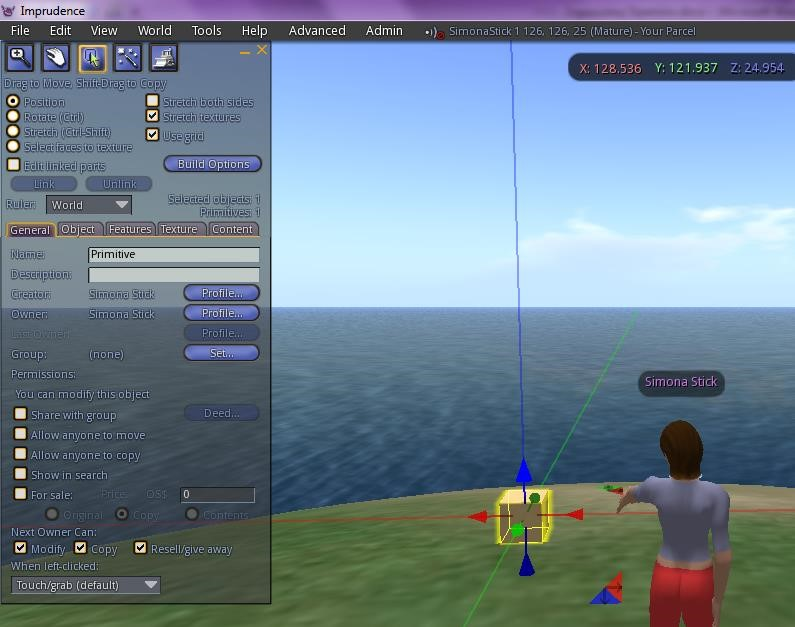 Imprudence
File Edit View World Tools Help Advanced Admin SimonaStick 1 126, 126, 25 (Mature) - Your Parcel
X: 128.536 Y: 121.937 Z: 24.954
Drag to Move, Shift-Drag to Copy
Position
Rotate (Ctrl)
Stretch (Ctrl-Shift)
Select faces to texture
Edit linked parts
Stretch both sides
Stretch textures
Use grid
Build Options
Link Unlink
Ruler: World
Selected objects: 1
Primitives: 1
General Object Features Texture Content
Name: Primitive
Description:
Creator: Simona Stick Profile...
Owner: Simona Stick Profile...
Last Owner: Profile...
Group: (none) Set...
Permissions:
You can modify this object
Share with group Deed...
Allow anyone to move
Allow anyone to copy
Show in search
For sale: Price: OS$ 0
Original Copy Contents
Next Owner Can:
Modify Copy Resell/give away
When left-clicked:
Touch/grab (default)
Simona Stick